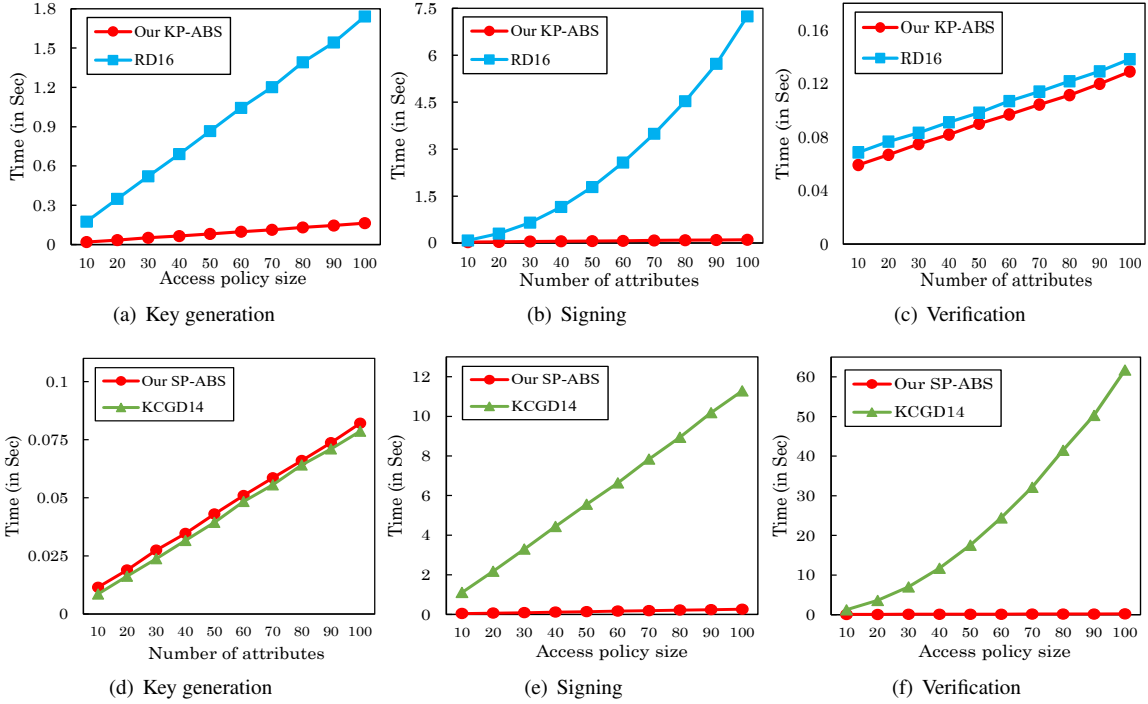 1.8
1.5
1.2
0.9
0.6
0.3
0
Time (in Sec)
Our KP-ABS
RD16
10 20 30 40 50 60 70 80 90 100
Access policy size
(a) Key generation
7.5
6
4.5
3
1.5
0
Time (in Sec)
Our KP-ABS
RD16
10 20 30 40 50 60 70 80 90 100
Number of attributes
(b) Signing
0.16
0.12
0.08
0.04
0
Time (in Sec)
Our KP-ABS
RD16
10 20 30 40 50 60 70 80 90 100
Number of attributes
(c) Verification
0.1
0.075
0.05
0.025
0
Time (in Sec)
Our SP-ABS
KCGD14
10 20 30 40 50 60 70 80 90 100
Number of attributes
(d) Key generation
12
10
8
6
4
2
0
Time (in Sec)
Our SP-ABS
KCGD14
10 20 30 40 50 60 70 80 90 100
Access policy size
(e) Signing
60
50
40
30
20
10
0
Time (in Sec)
Our SP-ABS
KCGD14
10 20 30 40 50 60 70 80 90 100
Access policy size
(f) Verification